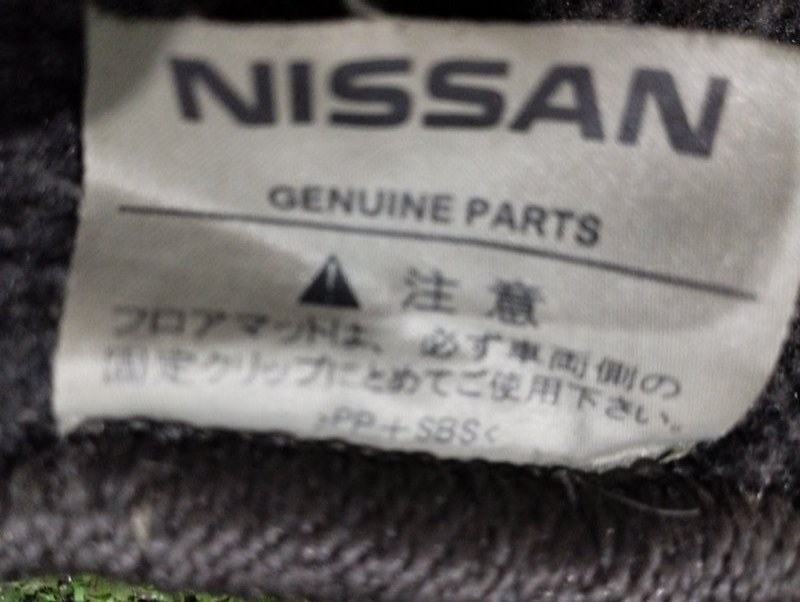 NISSAN
GENUINE PARTS
注意
フロアマットは、必ず車両側の
固定クリップにとめてご使用下さい。
>PP+SBS<